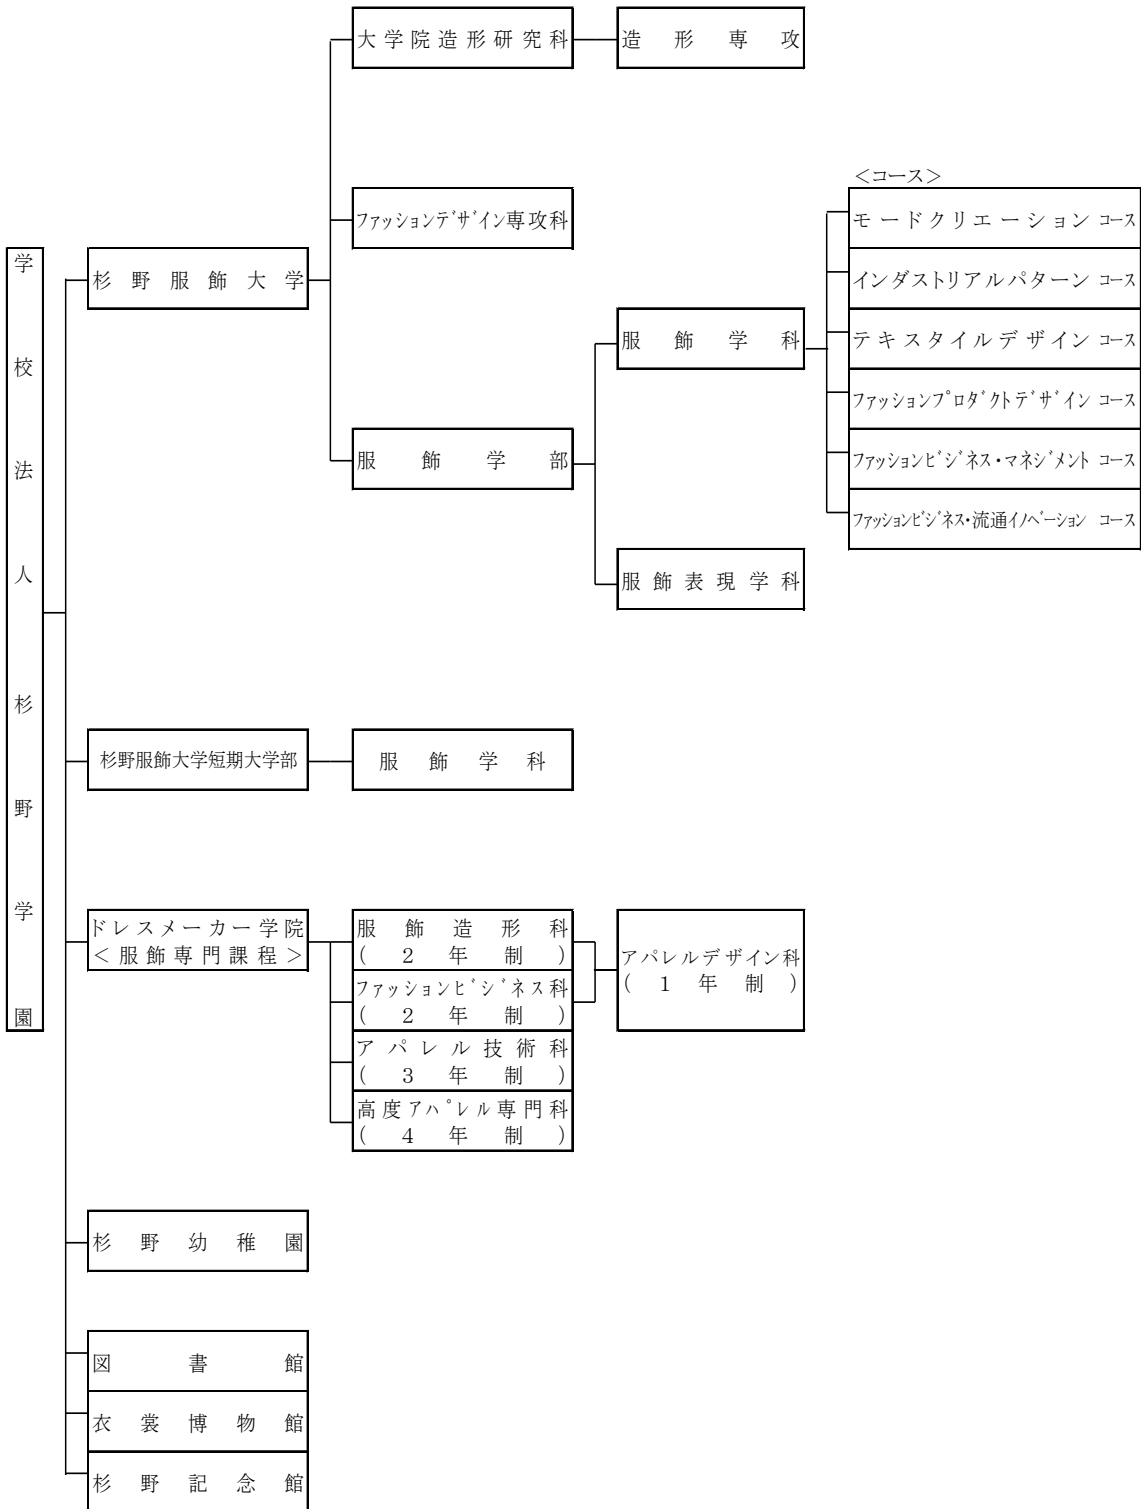 学校法人杉野学園
杉野服飾大学
大学院造形研究科
造形専攻
ファッションデザイン専攻科
服飾学部
服飾学科
<コース>
モードクリエーション コース
インダストリアルパターン コース
テキスタイルデザイン コース
ファッションプロダクトデザイン コース
ファッションビジネス・マネジメント コース
ファッションビジネス・流通イノベーション コース
服飾表現学科
杉野服飾大学短期大学部
服飾学科
ドレスメーカー学院
<服飾専門課程>
服飾造形科
(2年制)
ファッションビジネス科
(2年制)
アパレル技術科
(3年制)
高度アパレル専門科
(4年制)
アパレルデザイン科
(1年制)
杉野幼稚園
図書館
衣裳博物館
杉野記念館